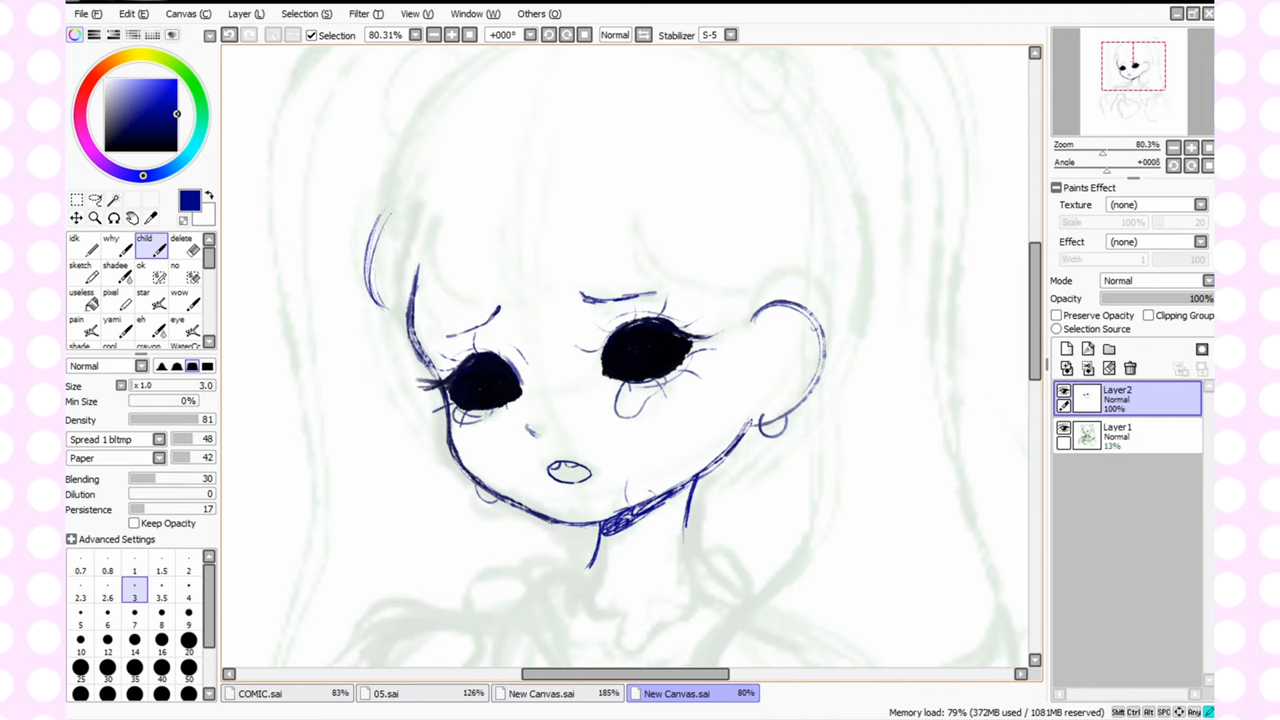 File (F) Edit (E) Canvas (C) Layer (L) Selection (S) Filter (T) View (V) Window (W) Others (O)
Selection 80.31% +000° Normal Stabilizer S-5
idk why child delete
sketch shadee ok no
useless pixel star wow
pain yami eh eye
shade cool crayon WaterCo
Normal
Size x 1.0 3.0
Min Size 0%
Density 81
Spread 1 bltmp 48
Paper 42
Blending 30
Dilution 0
Persistence 17
Keep Opacity
Advanced Settings
0.7 0.8 1 1.5 2
2.3 2.6 3 3.5 4
5 6 7 8 9
10 12 14 16 20
25 30 35 40 50
Zoom 80.3%
Angle +000ß
Paints Effect
Texture (none)
Scale 100% 20
Effect (none)
Width 1 100
Mode Normal
Opacity 100%
Preserve Opacity Clipping Group
Selection Source
Layer2
Normal
100%
Layer1
Normal
13%
COMIC.sai 83% 05.sai 126% New Canvas.sai 185% New Canvas.sai 80%
Memory load: 79% (372MB used / 1081MB reserved) Shift Ctrl Alt SPC Any